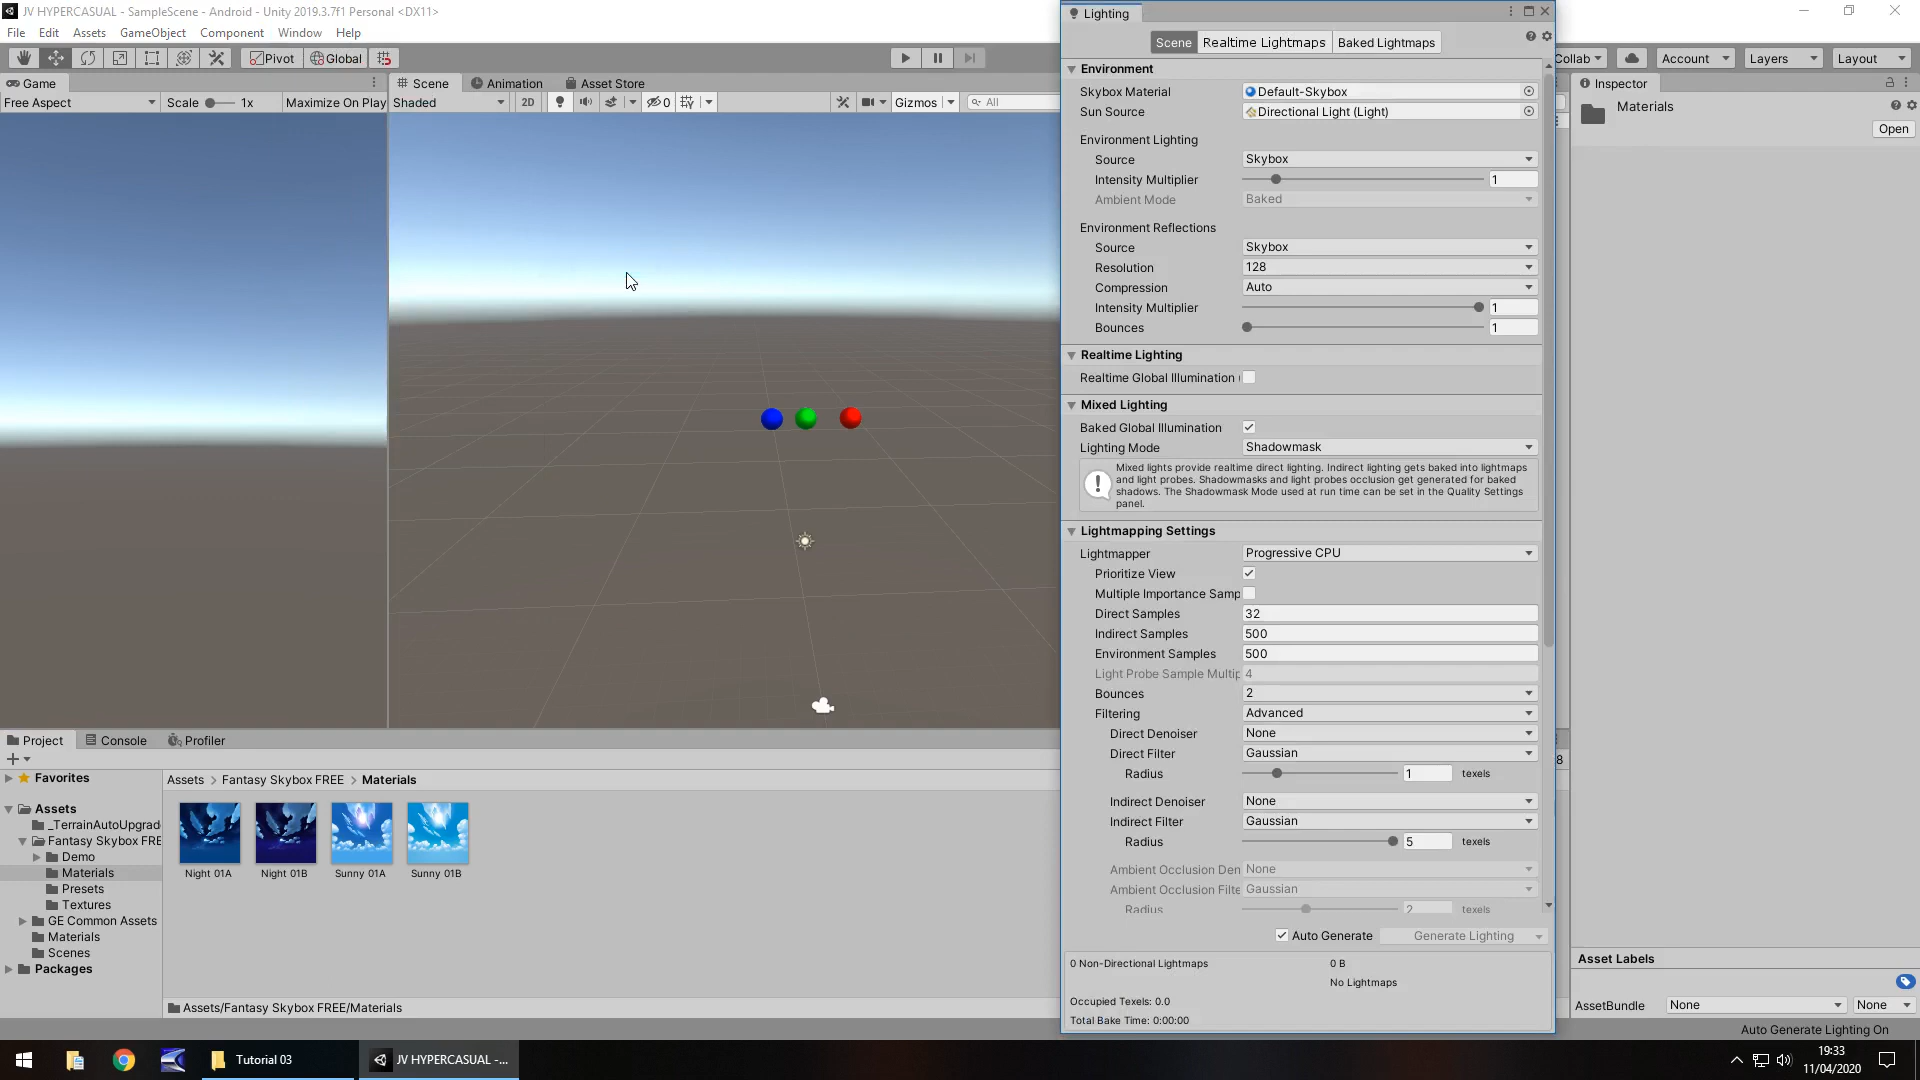 JV HYPERCASUAL - SampleScene - Android - Unity 2019.3.7f1 Personal <DX11>
File Edit Assets GameObject Component Window Help
Pivot Global
Collab Account Layers Layout
Game
Free Aspect Scale 1x Maximize On Play
Scene Animation Asset Store
Shaded 2D 0 Gizmos All
Lighting
Scene Realtime Lightmaps Baked Lightmaps
Environment
Skybox Material Default-Skybox
Sun Source Directional Light (Light)
Environment Lighting
Source Skybox
Intensity Multiplier 1
Ambient Mode Baked
Environment Reflections
Source Skybox
Resolution 128
Compression Auto
Intensity Multiplier 1
Bounces 1
Realtime Lighting
Realtime Global Illumination (
Mixed Lighting
Baked Global Illumination
Lighting Mode Shadowmask
Mixed lights provide realtime direct lighting. Indirect lighting gets baked into lightmaps
and light probes. Shadowmasks and light probes occlusion get generated for baked
shadows. The Shadowmask Mode used at run time can be set in the Quality Settings
panel.
Lightmapping Settings
Lightmapper Progressive CPU
Prioritize View
Multiple Importance Samp
Direct Samples 32
Indirect Samples 500
Environment Samples 500
Light Probe Sample Multip 4
Bounces 2
Filtering Advanced
Direct Denoiser None
Direct Filter Gaussian
Radius 1 texels
Indirect Denoiser None
Indirect Filter Gaussian
Radius 5 texels
Ambient Occlusion Den None
Ambient Occlusion Filte Gaussian
Radius 2 texels
Auto Generate Generate Lighting
0 Non-Directional Lightmaps 0 B
No Lightmaps
Occupied Texels: 0.0
Total Bake Time: 0:00:00
Inspector
Materials
Open
Asset Labels
AssetBundle None None
Auto Generate Lighting On
Project Console Profiler
8
Favorites
Assets
_TerrainAutoUpgrad
Fantasy Skybox FRE
Demo
Materials
Presets
Textures
GE Common Assets
Materials
Scenes
Packages
Assets > Fantasy Skybox FREE > Materials
Night 01A Night 01B Sunny 01A Sunny 01B
Assets/Fantasy Skybox FREE/Materials
Tutorial 03
JV HYPERCASUAL -...
19:33
11/04/2020